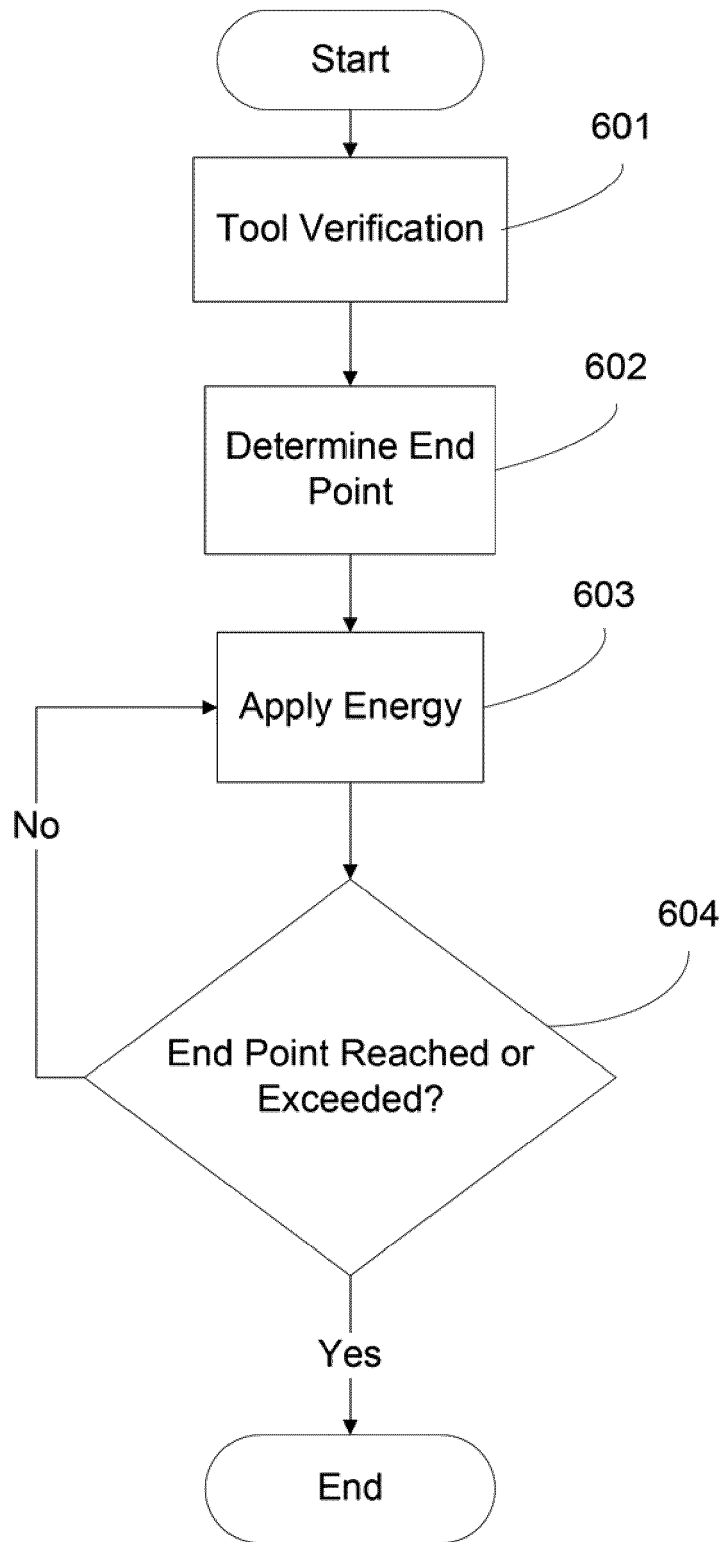 Start
601
Tool Verification
602
Determine End
Point
603
Apply Energy
No
604
End Point Reached or
Exceeded?
Yes
End